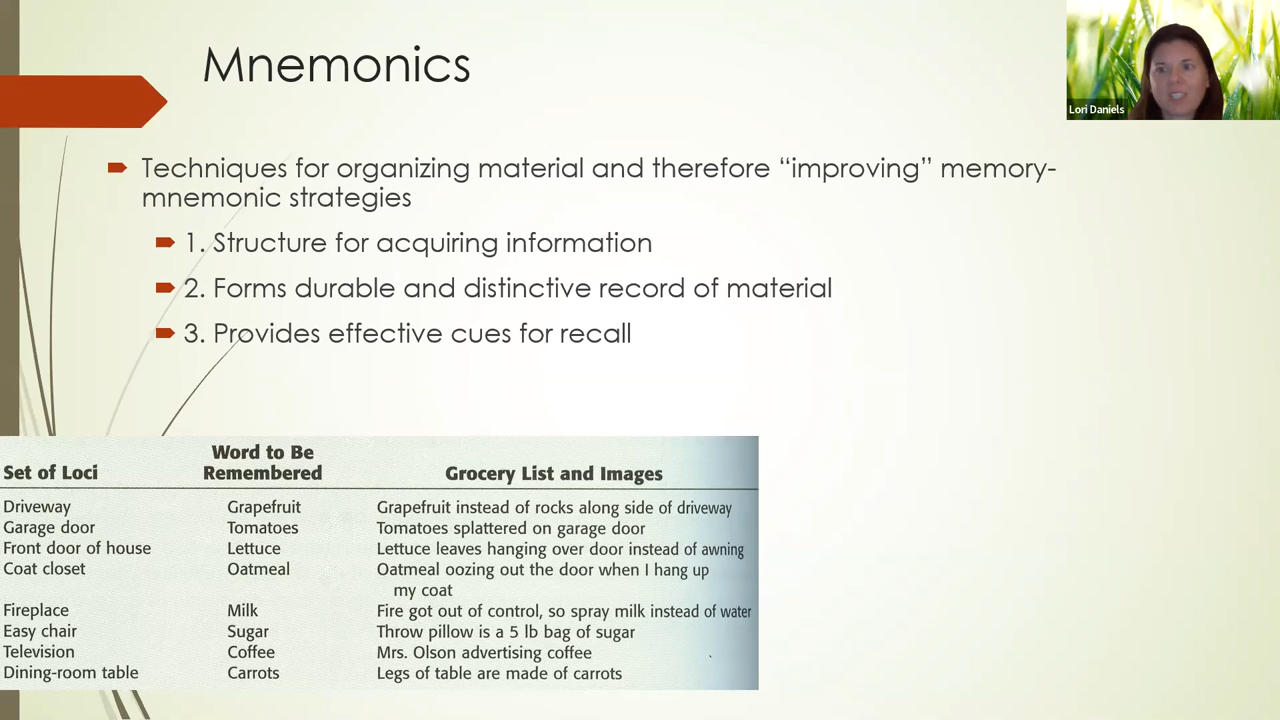 Mnemonics
Lori Daniels
Techniques for organizing material and therefore “improving” memory-
mnemonic strategies
1. Structure for acquiring information
2. Forms durable and distinctive record of material
3. Provides effective cues for recall
Set of Loci Word to Be Remembered Grocery List and Images
Driveway Grapefruit Grapefruit instead of rocks along side of driveway
Garage door Tomatoes Tomatoes splattered on garage door
Front door of house Lettuce Lettuce leaves hanging over door instead of awning
Coat closet Oatmeal Oatmeal oozing out the door when I hang up
my coat
Fireplace Milk Fire got out of control, so spray milk instead of water
Easy chair Sugar Throw pillow is a 5 lb bag of sugar
Television Coffee Mrs. Olson advertising coffee
Dining-room table Carrots Legs of table are made of carrots